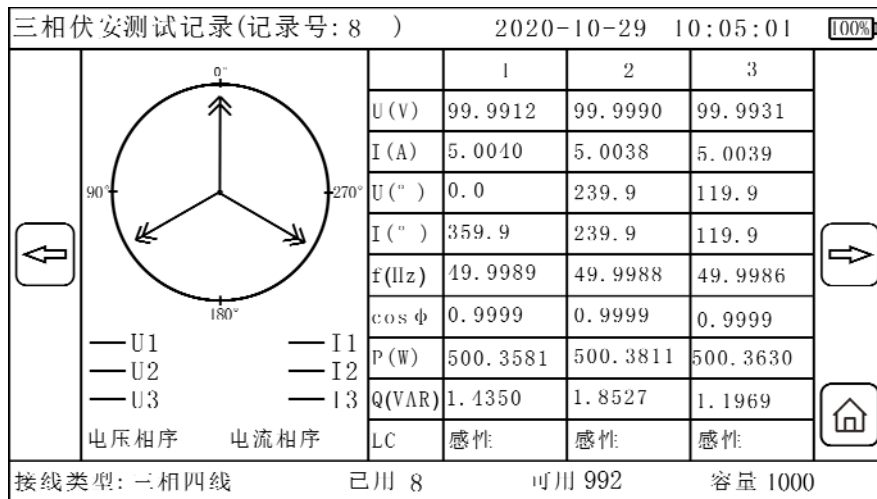 三相伏安测试记录(记录号: 8 ) 2020-10-29 10:05:01 100%
0°
90°
270°
180°
U1 I1
U2 I2
U3 I3
电压相序 电流相序
1 2 3
U(V) 99.9912 99.9990 99.9931
I(A) 5.0040 5.0038 5.0039
U(° ) 0.0 239.9 119.9
I(° ) 359.9 239.9 119.9
f(Hz) 49.9989 49.9988 49.9986
cosφ 0.9999 0.9999 0.9999
P(W) 500.3581 500.3811 500.3630
Q(VAR) 1.4350 1.8527 1.1969
LC 感性 感性 感性
接线类型: 三相四线 已用 8 可用 992 容量 1000